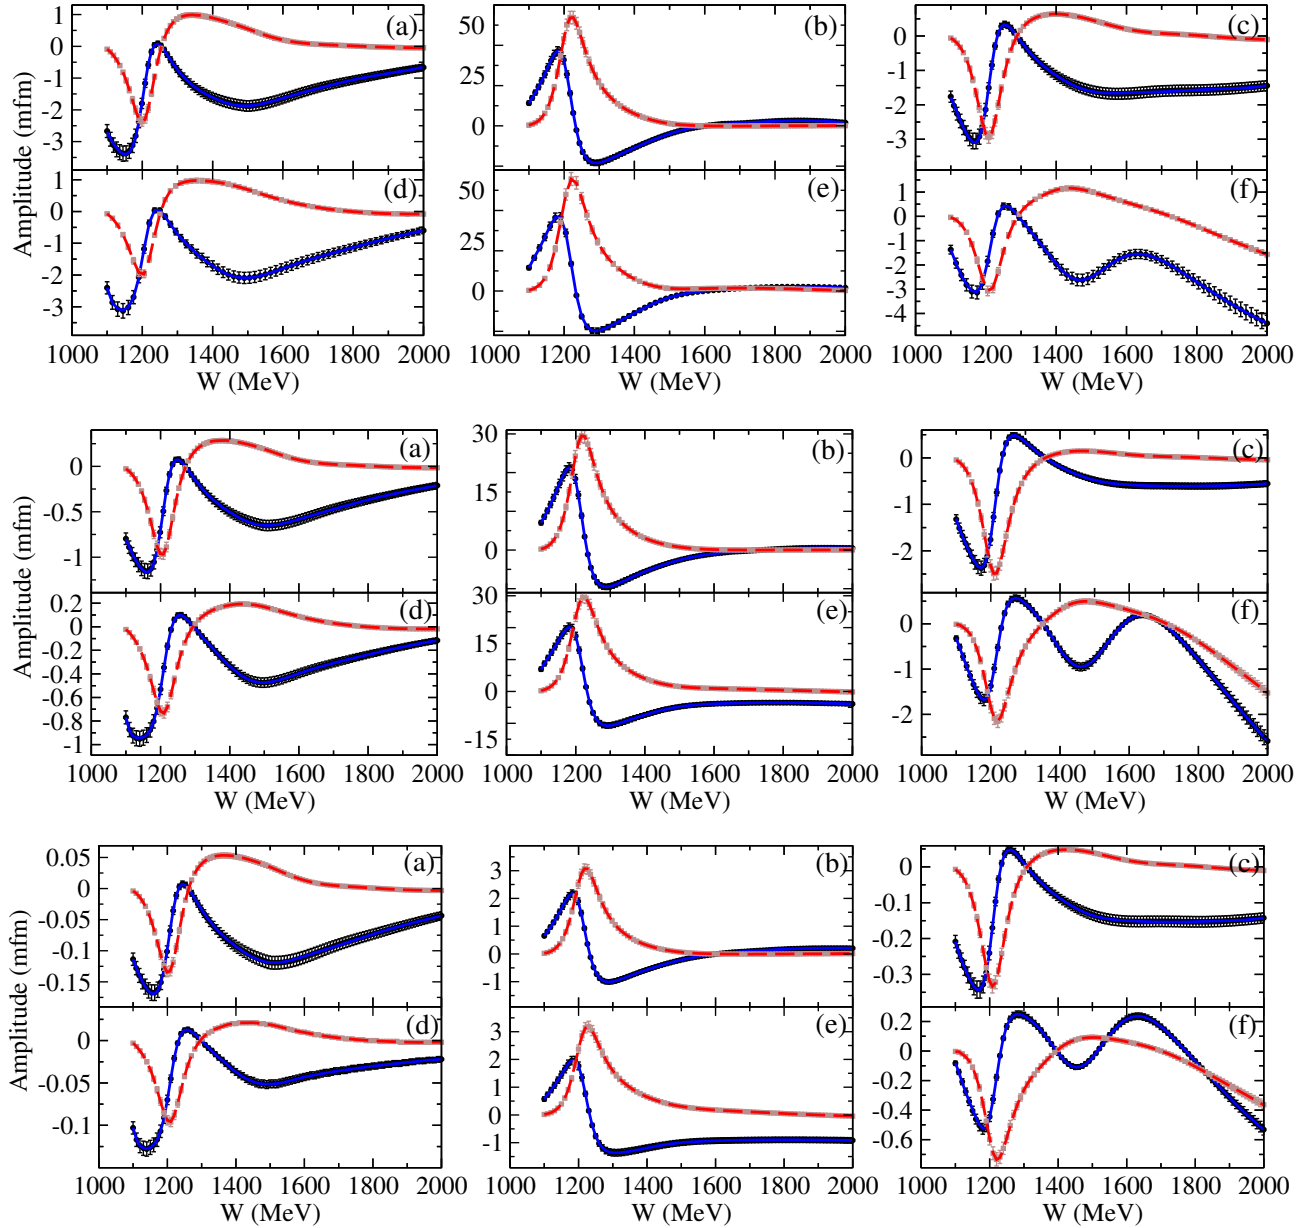 1
0
-1
-2
-3
(a)
50
25
0
(b)
0
-1
-2
-3
(c)
1
0
-1
-2
-3
(d)
50
25
0
(e)
1
0
-1
-2
-3
-4
(f)
Amplitude (mfm)
1000 1200 1400 1600 1800 2000
1000 1200 1400 1600 1800 2000
1000 1200 1400 1600 1800 2000
W (MeV)
W (MeV)
W (MeV)
0
-0.5
-1
(a)
30
15
0
(b)
0
-1
-2
(c)
0.2
0
-0.2
-0.4
-0.6
-0.8
-1
(d)
30
15
0
-15
(e)
0
-1
-2
(f)
Amplitude (mfm)
1000 1200 1400 1600 1800 2000
1000 1200 1400 1600 1800 2000
1000 1200 1400 1600 1800 2000
W (MeV)
W (MeV)
W (MeV)
0.05
0
-0.05
-0.1
-0.15
(a)
3
2
1
0
-1
(b)
0
-0.1
-0.2
-0.3
(c)
0
-0.05
-0.1
(d)
3
2
1
0
-1
(e)
0.2
0
-0.2
-0.4
-0.6
(f)
Amplitude (mfm)
1000 1200 1400 1600 1800 2000
1000 1200 1400 1600 1800 2000
1000 1200 1400 1600 1800 2000
W (MeV)
W (MeV)
W (MeV)